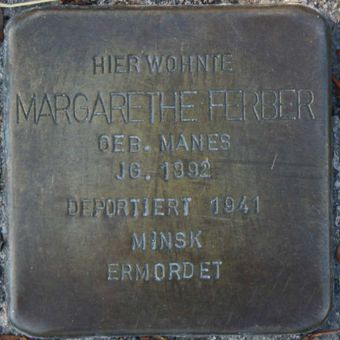 HIER WOHNTE
MARGARETHE FERBER
GEB. MANES
JG. 1892
DEPORTIERT 1941
MINSK
ERMORDET